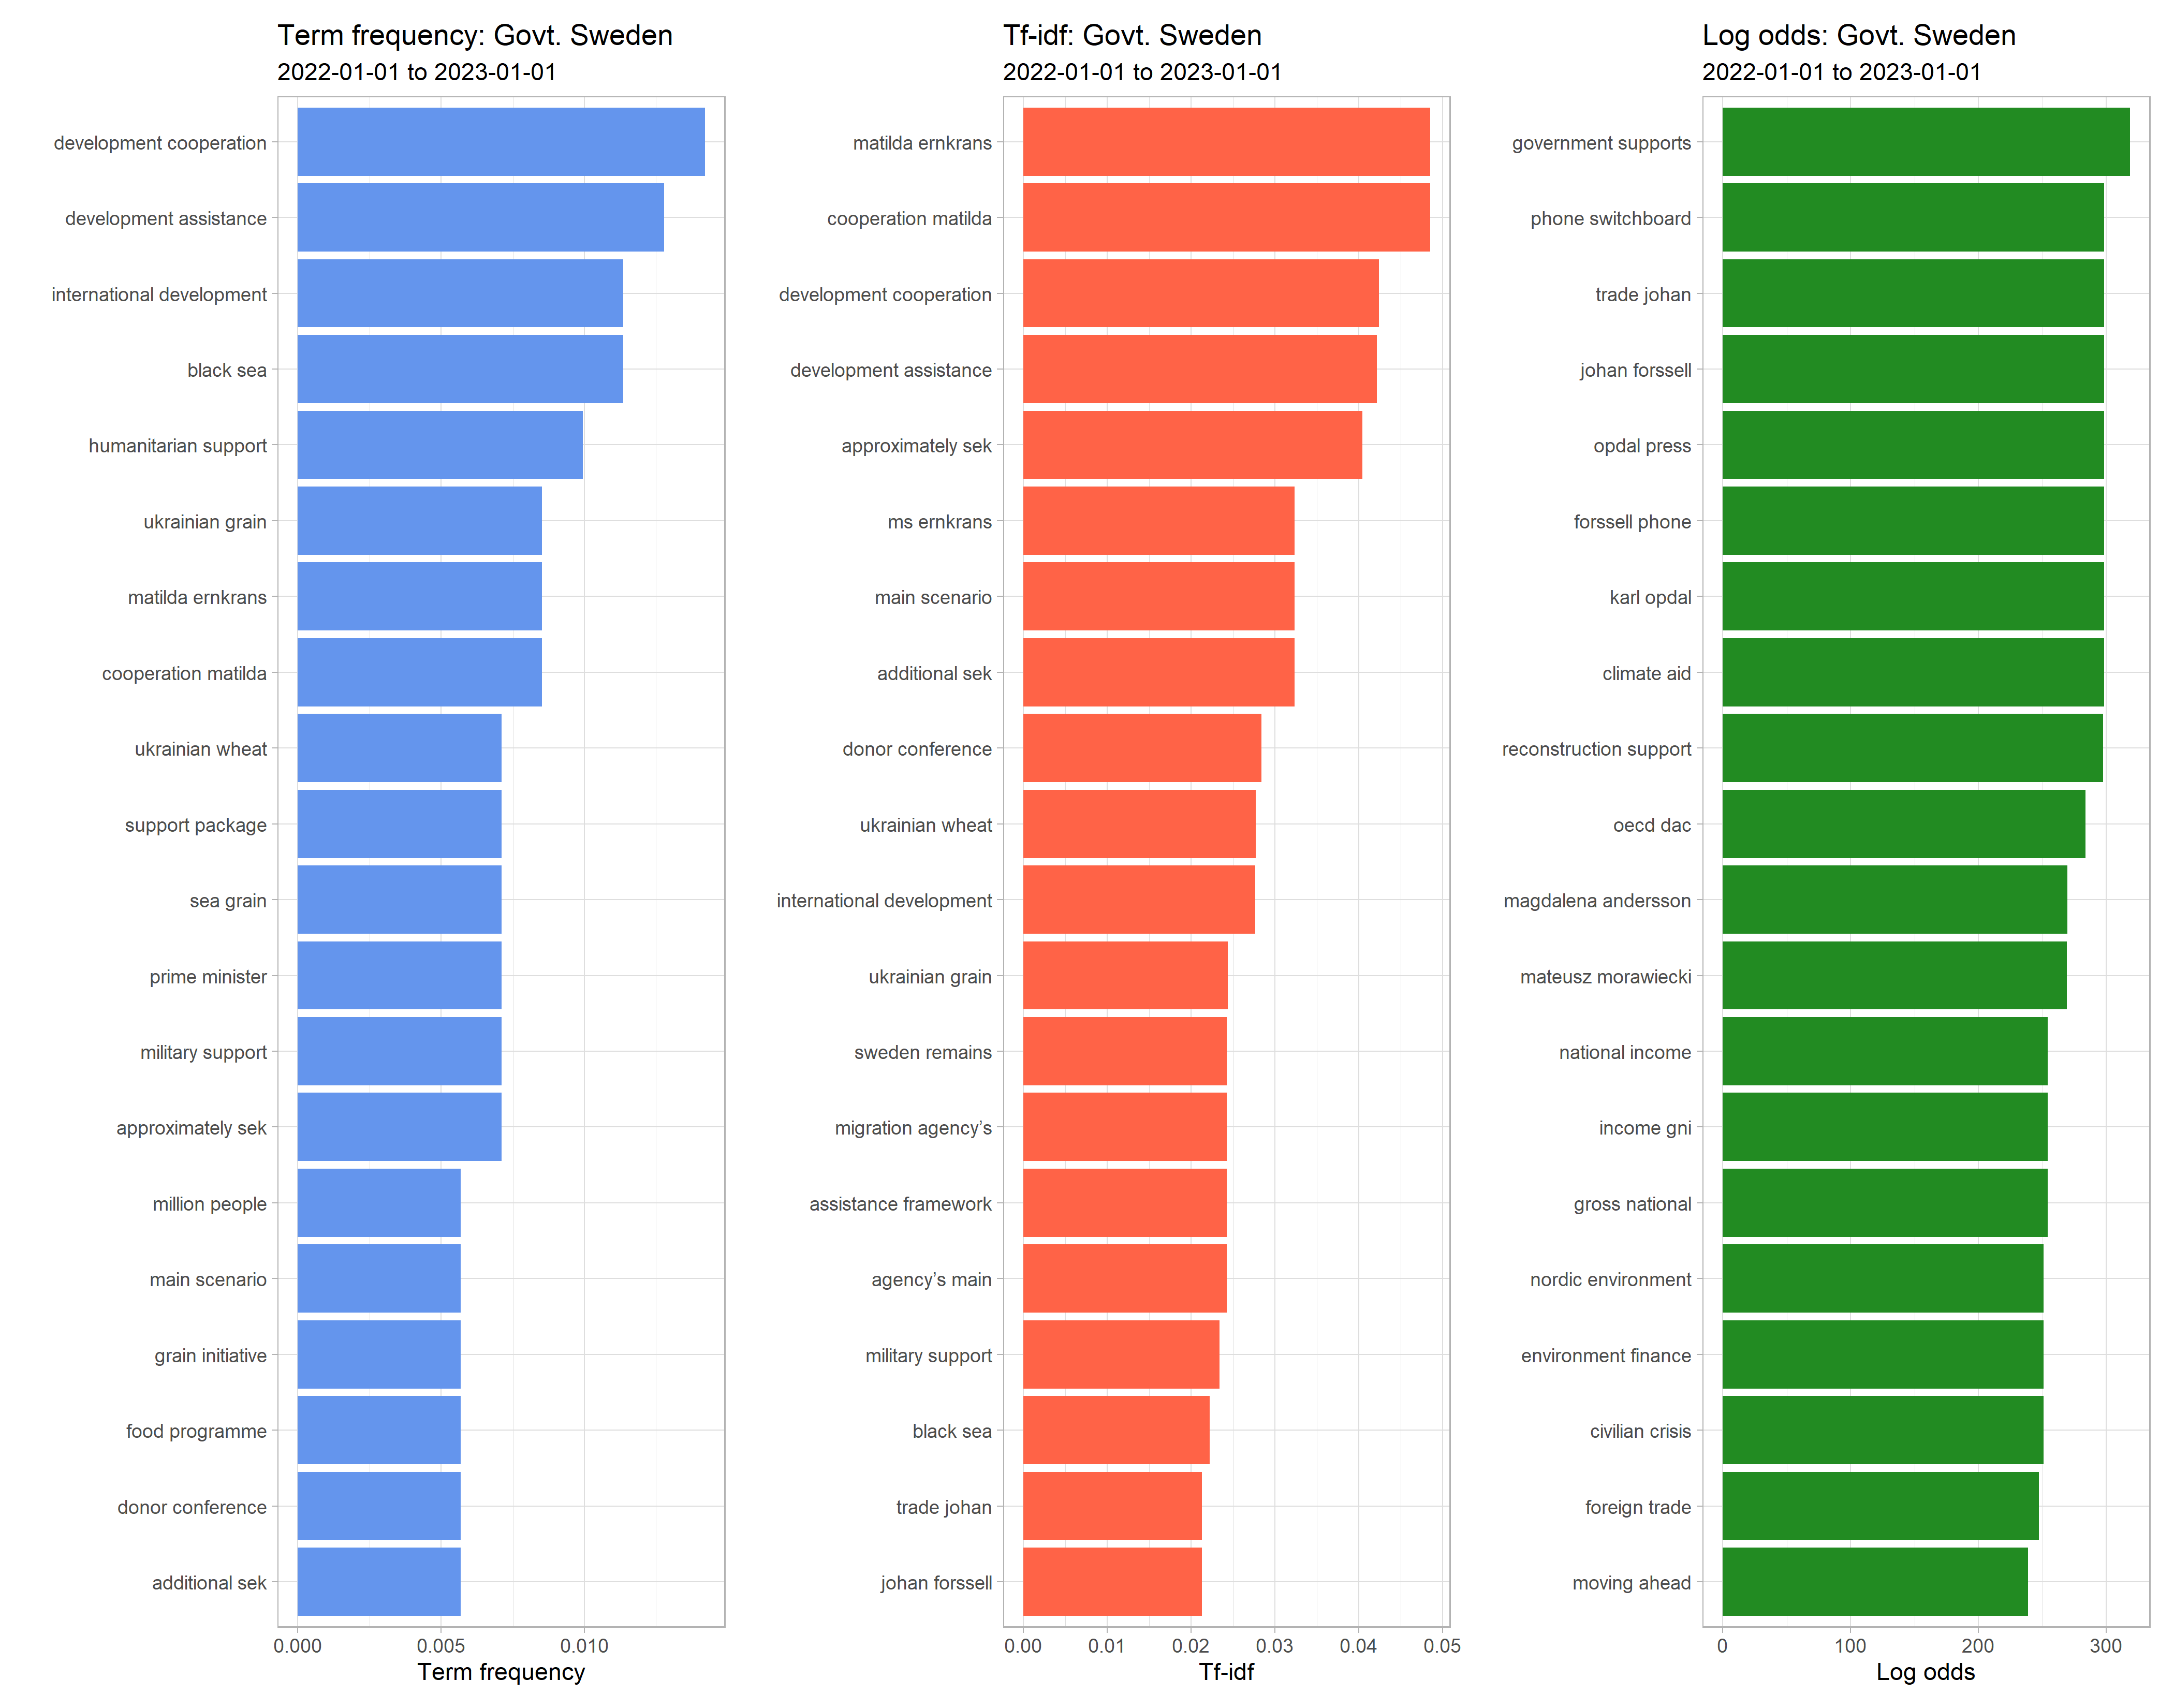 Term frequency: Govt. Sweden
2022-01-01 to 2023-01-01
development cooperation
development assistance
international development
black sea
humanitarian support
ukrainian grain
matilda ernkrans
cooperation matilda
ukrainian wheat
support package
sea grain
prime minister
military support
approximately sek
million people
main scenario
grain initiative
food programme
donor conference
additional sek
0.000 0.005 0.010
Term frequency
Tf-idf: Govt. Sweden
2022-01-01 to 2023-01-01
matilda ernkrans
cooperation matilda
development cooperation
development assistance
approximately sek
ms ernkrans
main scenario
additional sek
donor conference
ukrainian wheat
international development
ukrainian grain
sweden remains
migration agency’s
assistance framework
agency’s main
military support
black sea
trade johan
johan forssell
0.00 0.01 0.02 0.03 0.04 0.05
Tf-idf
Log odds: Govt. Sweden
2022-01-01 to 2023-01-01
government supports
phone switchboard
trade johan
johan forssell
opdal press
forssell phone
karl opdal
climate aid
reconstruction support
oecd dac
magdalena andersson
mateusz morawiecki
national income
income gni
gross national
nordic environment
environment finance
civilian crisis
foreign trade
moving ahead
0 100 200 300
Log odds